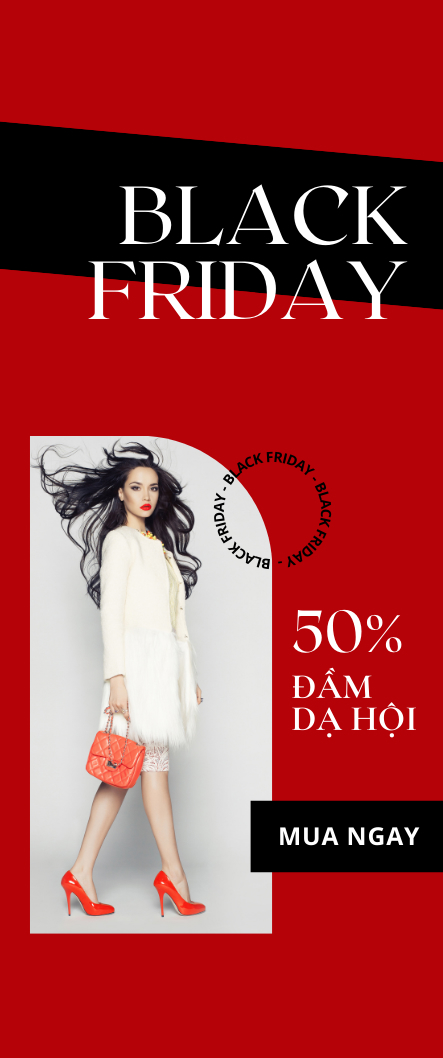 BLACK
FRIDAY
BLACK FRIDAY - BLACK FRIDAY - BLACK FRIDAY -
50%
ĐẦM
DẠ HỘI
MUA NGAY